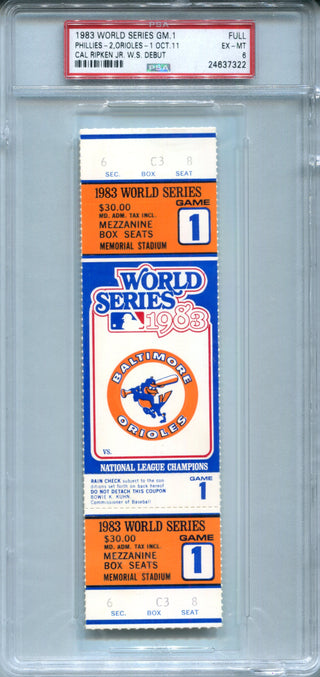 1983 WORLD SERIES GM.1 FULL
PHILLIES-2,ORIOLES-1 OCT.11 EX-MT
CAL RIPKEN JR. W.S. DEBUT 6
PSA 24637322
6 C3 8
SEC. BOX SEAT
1983 WORLD SERIES
$30.00 GAME
MD. ADM. TAX INCL. 1
MEZZANINE
BOX SEATS
MEMORIAL STADIUM
WORLD
SERIES
1983
BALTIMORE
ORIOLES
VS.
NATIONAL LEAGUE CHAMPIONS
RAIN CHECK subject to the con- GAME
ditions set forth on back hereof 1
DO NOT DETACH THIS COUPON
BOWIE K. KUHN,
Commissioner of Baseball
1983 WORLD SERIES
$30.00 GAME
MD. ADM. TAX INCL. 1
MEZZANINE
BOX SEATS
MEMORIAL STADIUM
6 C3 8
SEC. BOX SEAT